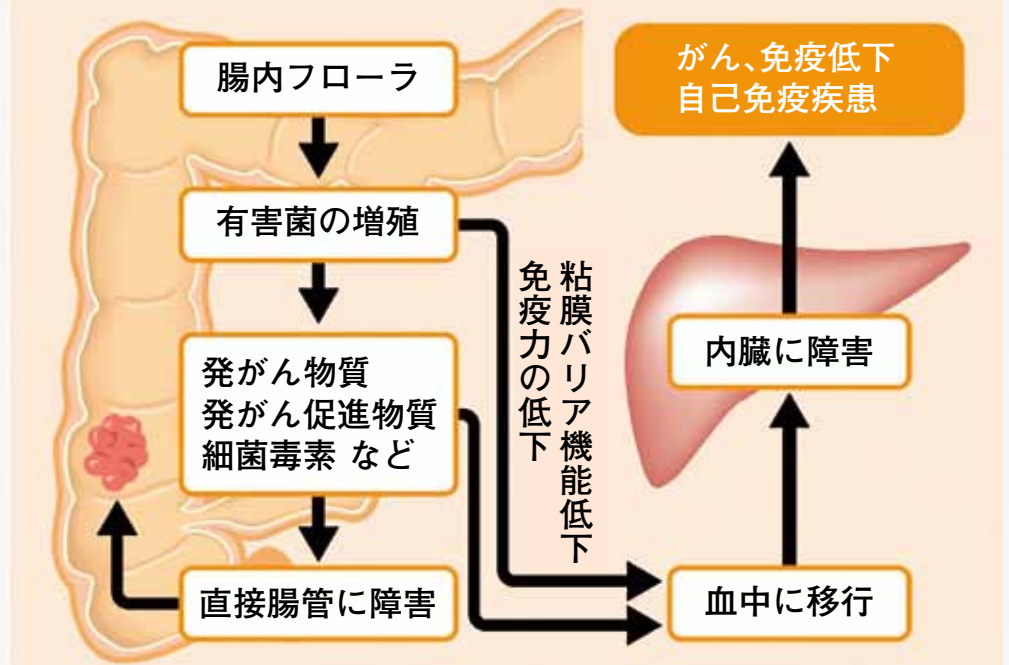 腸内フローラ
有害菌の増殖
発がん物質
発がん促進物質
細菌毒素 など
直接腸管に障害
粘膜バリア機能低下
免疫力の低下
血中に移行
内臓に障害
がん、免疫低下
自己免疫疾患